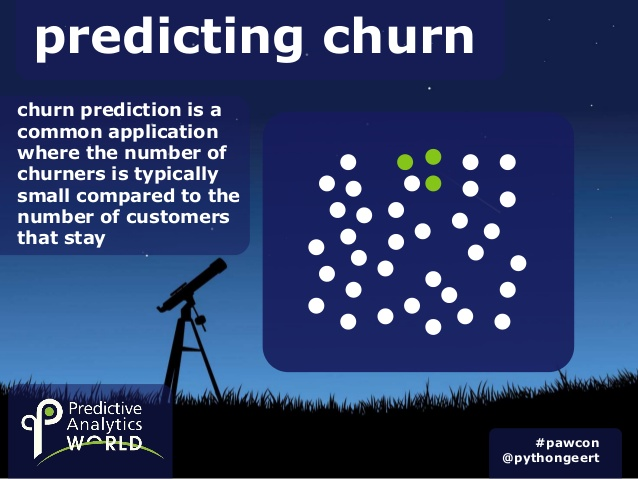 predicting churn
churn prediction is a
common application
where the number of
churners is typically
small compared to the
number of customers
that stay
Predictive
Analytics
WORLD
#pawcon
@pythongeert